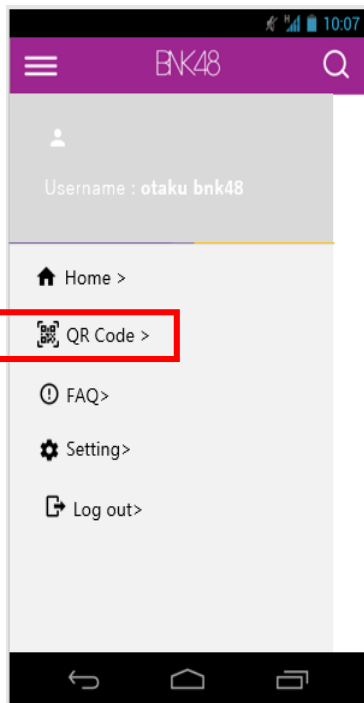 H 10:07
BNK48
Username : otaku bnk48
Home >
QR Code >
FAQ>
Setting>
Log out>